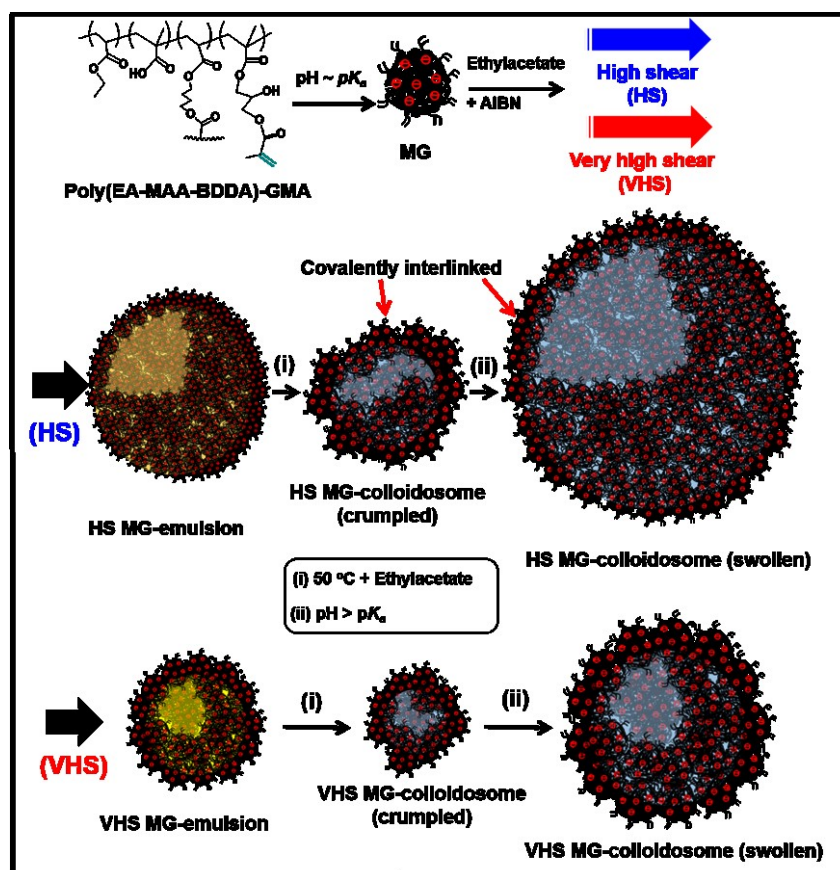 O
O
HO
O
O
O
O
O
O
OH
O
O
O
Poly(EA-MAA-BDDA)-GMA
pH ~ pKa
MG
Ethylacetate
+ AIBN
High shear
(HS)
Very high shear
(VHS)
Covalently interlinked
(HS)
(i)
(ii)
HS MG-emulsion
HS MG-colloidosome
(crumpled)
HS MG-colloidosome (swollen)
(i) 50 °C + Ethylacetate
(ii) pH > pKa
(VHS)
(i)
(ii)
VHS MG-emulsion
VHS MG-colloidosome
(crumpled)
VHS MG-colloidosome (swollen)